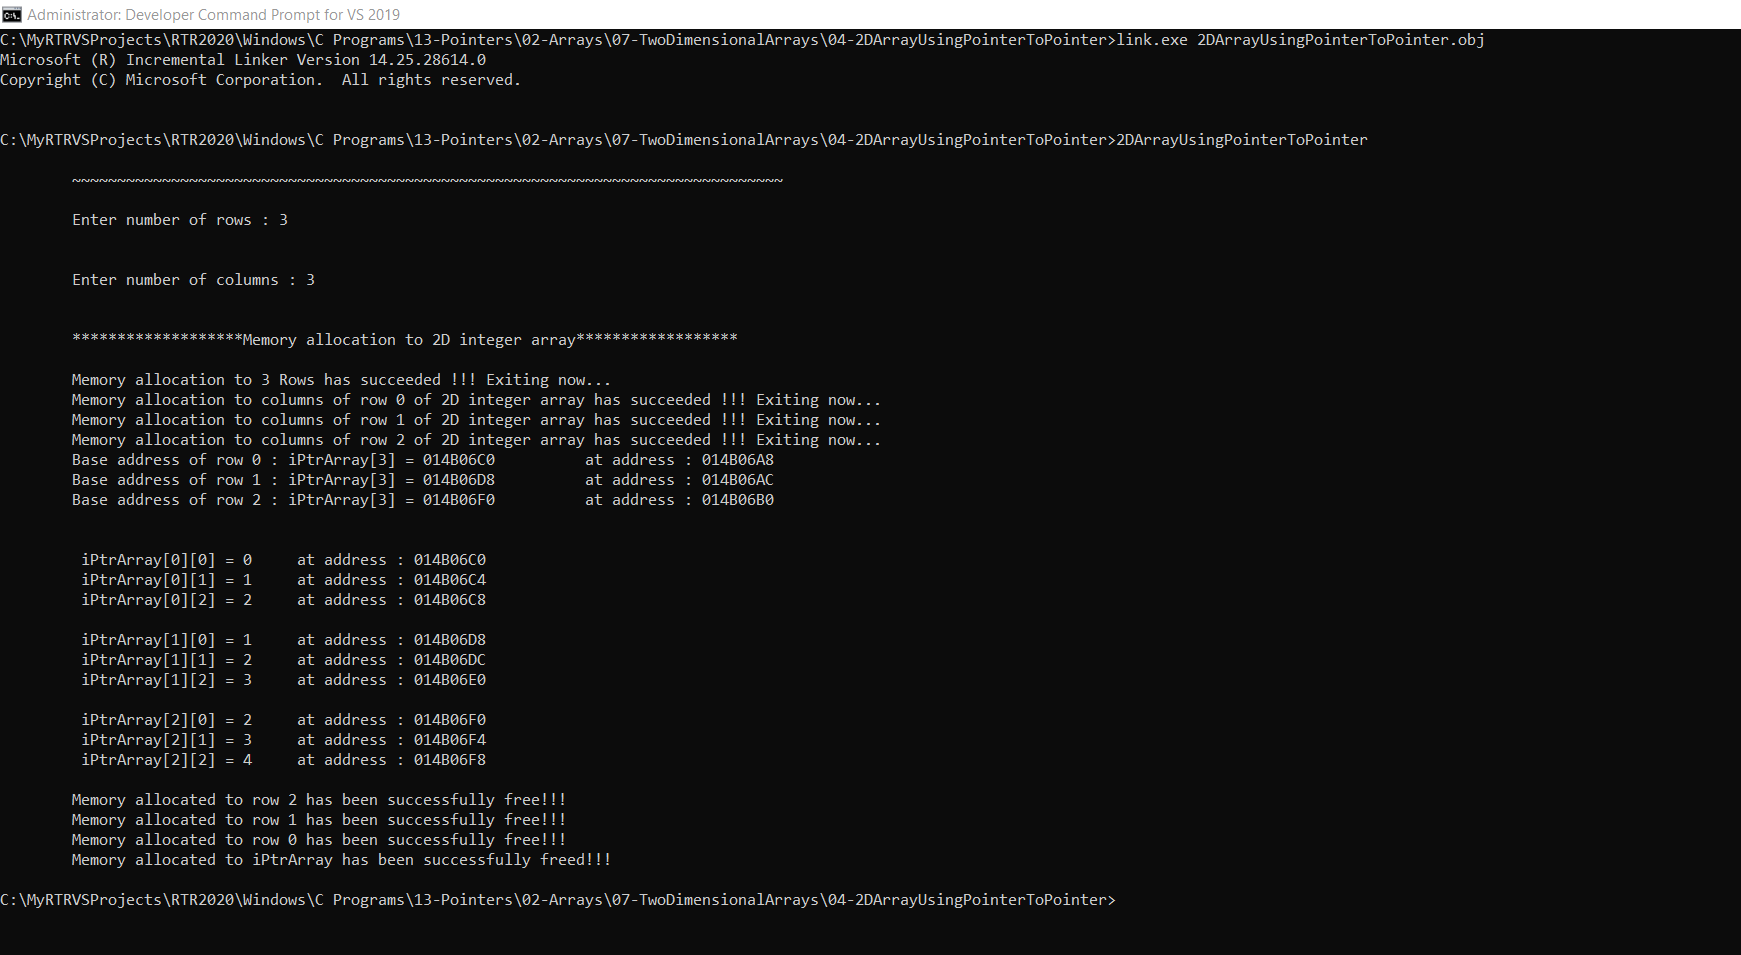 Administrator: Developer Command Prompt for VS 2019
C:\MyRTRVSProjects\RTR2020\Windows\C Programs\13-Pointers\02-Arrays\07-TwoDimensionalArrays\04-2DArrayUsingPointerToPointer>link.exe 2DArrayUsingPointerToPointer.obj
Microsoft (R) Incremental Linker Version 14.25.28614.0
Copyright (C) Microsoft Corporation.  All rights reserved.
C:\MyRTRVSProjects\RTR2020\Windows\C Programs\13-Pointers\02-Arrays\07-TwoDimensionalArrays\04-2DArrayUsingPointerToPointer>2DArrayUsingPointerToPointer
~~~~~~~~~~~~~~~~~~~~~~~~~~~~~~~~~~~~~~~~~~~~~~~~~~~~~~~~~~~~~~~~~~~~~~~~~~~~~~~
Enter number of rows : 3
Enter number of columns : 3
*******************Memory allocation to 2D integer array******************
Memory allocation to 3 Rows has succeeded !!! Exiting now...
Memory allocation to columns of row 0 of 2D integer array has succeeded !!! Exiting now...
Memory allocation to columns of row 1 of 2D integer array has succeeded !!! Exiting now...
Memory allocation to columns of row 2 of 2D integer array has succeeded !!! Exiting now...
Base address of row 0 : iPtrArray[3] = 014B06C0          at address : 014B06A8
Base address of row 1 : iPtrArray[3] = 014B06D8          at address : 014B06AC
Base address of row 2 : iPtrArray[3] = 014B06F0          at address : 014B06B0
iPtrArray[0][0] = 0     at address : 014B06C0
iPtrArray[0][1] = 1     at address : 014B06C4
iPtrArray[0][2] = 2     at address : 014B06C8
iPtrArray[1][0] = 1     at address : 014B06D8
iPtrArray[1][1] = 2     at address : 014B06DC
iPtrArray[1][2] = 3     at address : 014B06E0
iPtrArray[2][0] = 2     at address : 014B06F0
iPtrArray[2][1] = 3     at address : 014B06F4
iPtrArray[2][2] = 4     at address : 014B06F8
Memory allocated to row 2 has been successfully free!!!
Memory allocated to row 1 has been successfully free!!!
Memory allocated to row 0 has been successfully free!!!
Memory allocated to iPtrArray has been successfully freed!!!
C:\MyRTRVSProjects\RTR2020\Windows\C Programs\13-Pointers\02-Arrays\07-TwoDimensionalArrays\04-2DArrayUsingPointerToPointer>